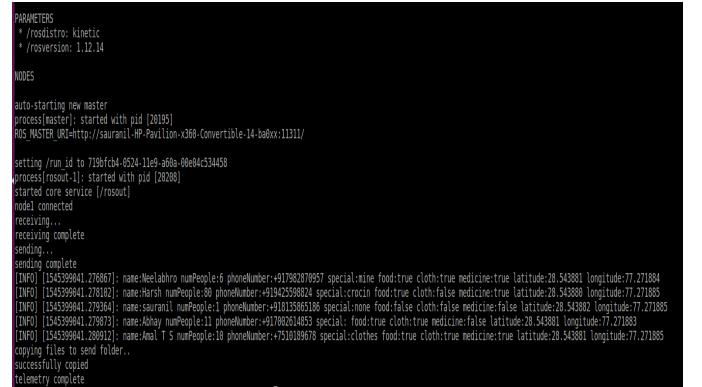 PARAMETERS
* /rosdistro: kinetic
* /rosversion: 1.12.14
NODES
auto-starting new master
process[master]: started with pid [20195]
ROS_MASTER_URI=http://sauranil-HP-Pavilion-x360-Convertible-14-ba0xx:11311/
setting /run_id to 719bfcb4-0524-11e9-a60a-00e04c534458
process[rosout-1]: started with pid [20208]
started core service [/rosout]
node1 connected
receiving...
receiving complete
sending...
sending complete
[INFO] [1545399041.276867]: name:Neelabhro numPeople:6 phoneNumber:+917982870957 special:mine food:true cloth:true medicine:true latitude:28.543881 longitude:77.271884
[INFO] [1545399041.278102]: name:Harsh numPeople:80 phoneNumber:+919425598824 special:crocin food:true cloth:false medicine:true latitude:28.543880 longitude:77.271885
[INFO] [1545399041.279364]: name:sauranil numPeople:1 phoneNumber:+918135865186 special:none food:false cloth:false medicine:false latitude:28.543882 longitude:77.271885
[INFO] [1545399041.279873]: name:Abhay numPeople:11 phoneNumber:+917002614853 special: food:true cloth:true medicine:false latitude:28.543881 longitude:77.271883
[INFO] [1545399041.280912]: name:Amal T S numPeople:10 phoneNumber:+7510189678 special:clothes food:true cloth:true medicine:true latitude:28.543881 longitude:77.271885
copying files to send folder..
successfully copied
telemetry complete